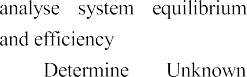 analyse system equilibrium
and efficiency
Determine Unknown